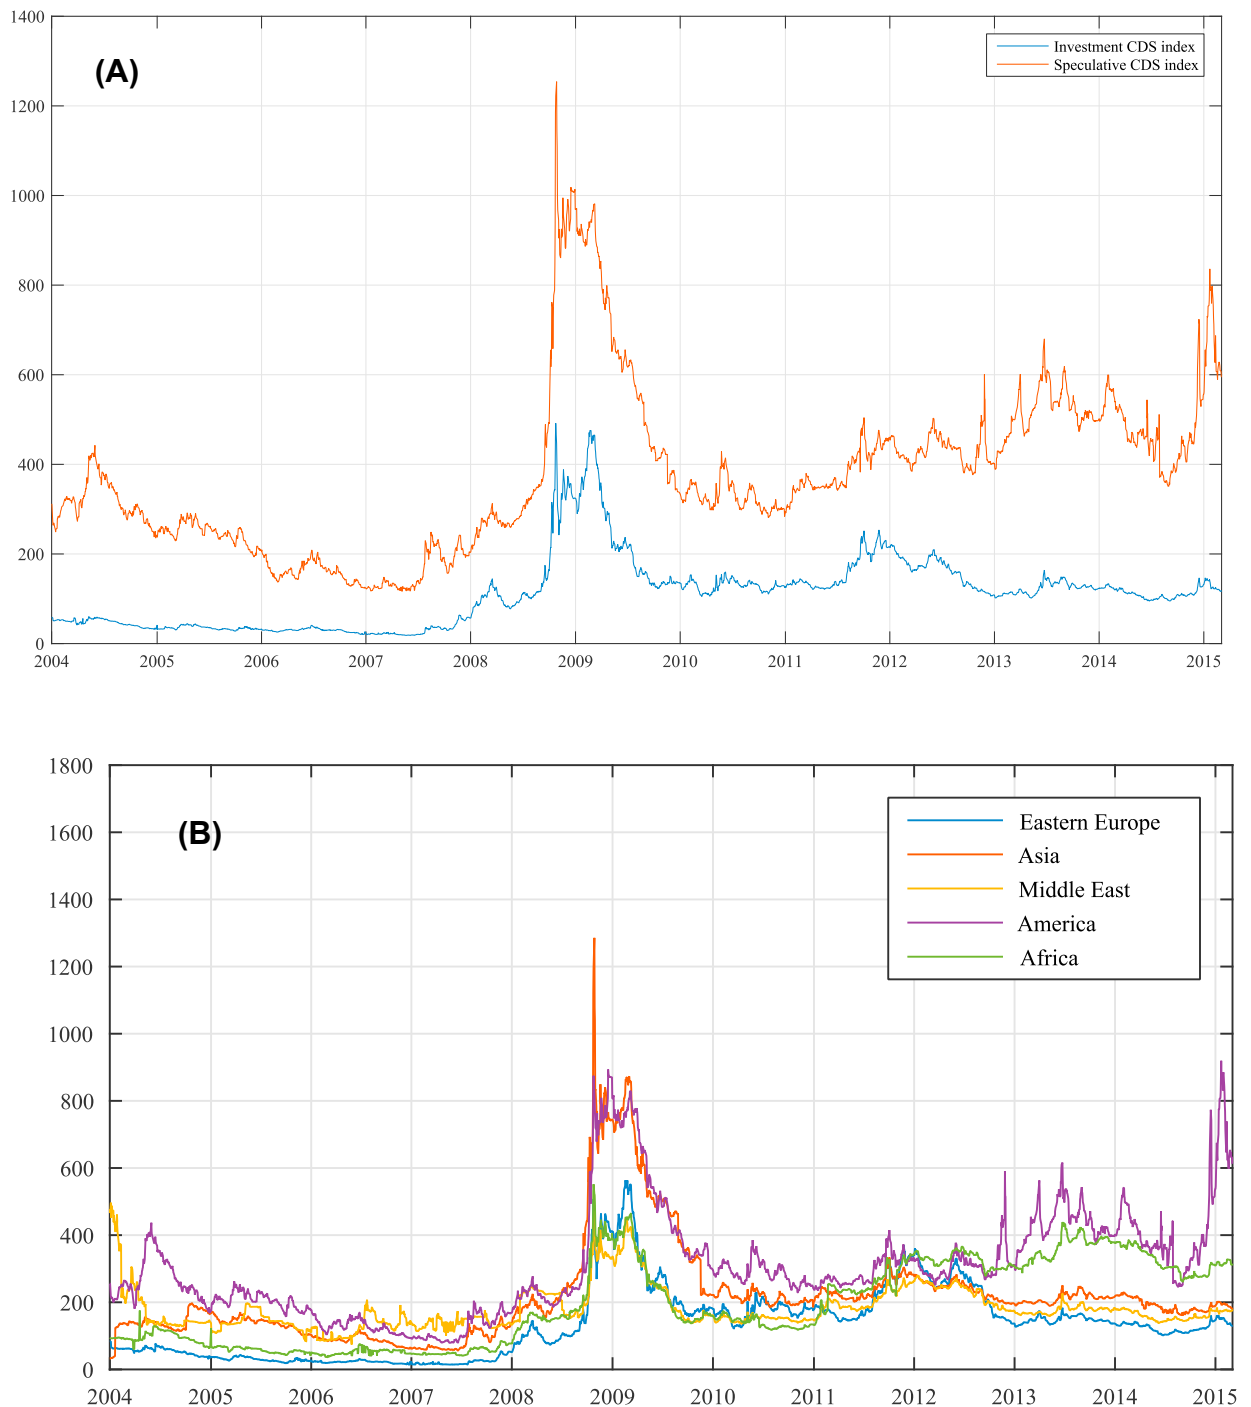 1400
(A)
Investment CDS index
Speculative CDS index
1200
1000
800
600
400
200
0
2004 2005 2006 2007 2008 2009 2010 2011 2012 2013 2014 2015
1800
(B)
Eastern Europe
1600
Asia
Middle East
1400
America
Africa
1200
1000
800
600
400
200
0
2004 2005 2006 2007 2008 2009 2010 2011 2012 2013 2014 2015